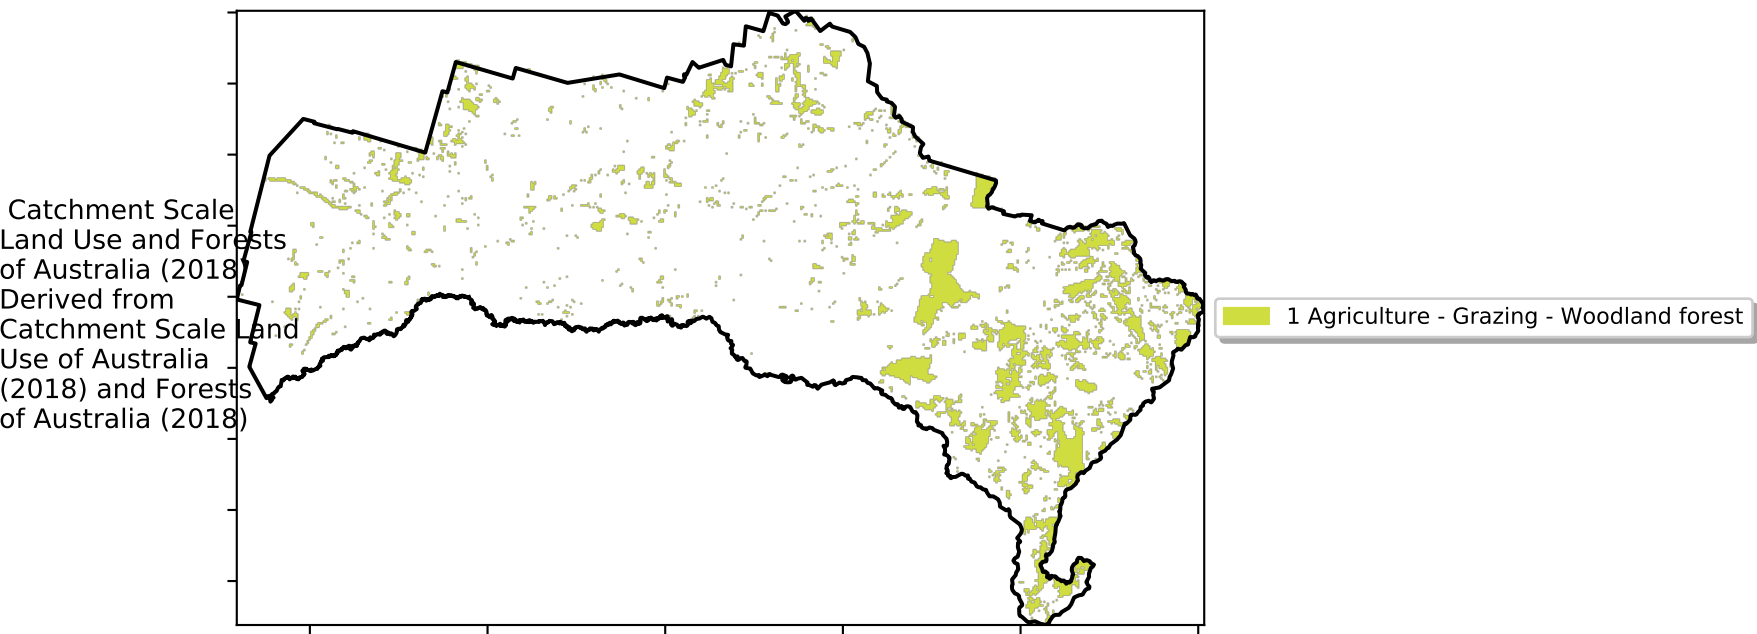 Catchment Scale
Land Use and Forests
of Australia (2018)
Derived from
Catchment Scale Land
Use of Australia
(2018) and Forests
of Australia (2018)
1 Agriculture - Grazing - Woodland forest